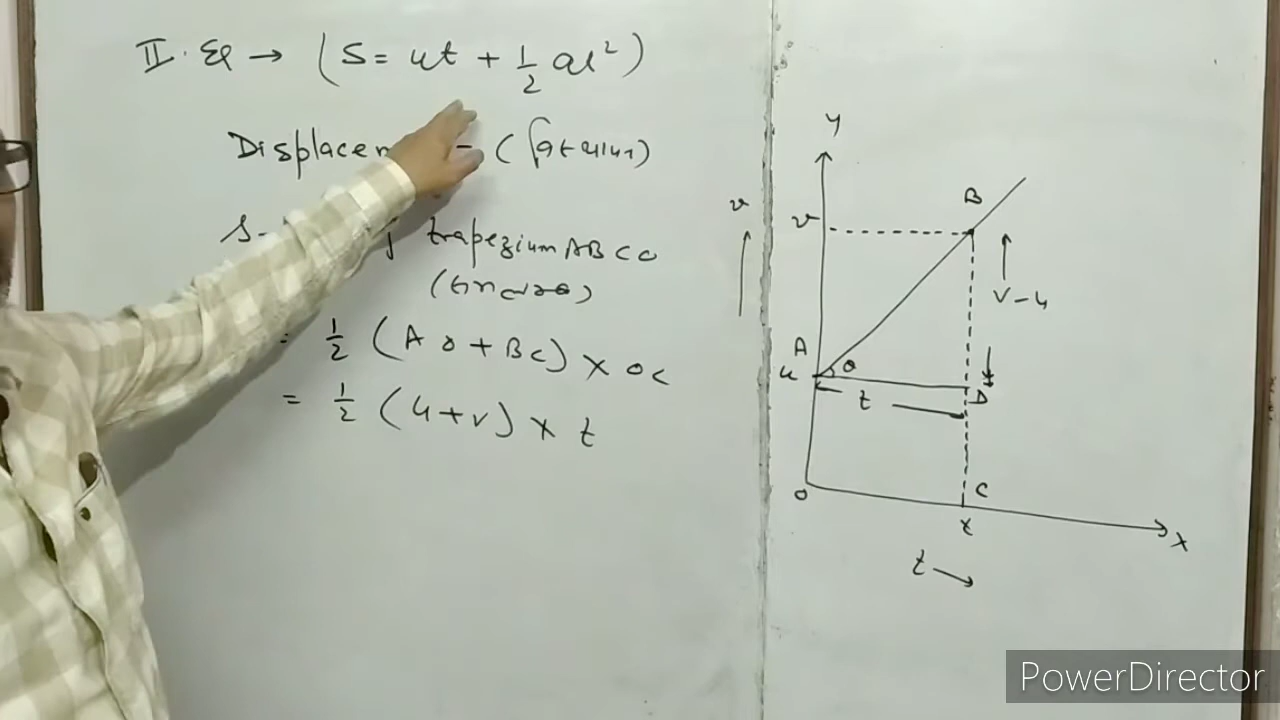 II. Eq → (S = ut + 1/2 at²)
Displacem
trapezium ABCO
= 1/2 (AO + BC) × OC
= 1/2 (u+v) × t
y
v
v
B
v-u
A
u
θ
D
t
O
C
t
X
t →
PowerDirector